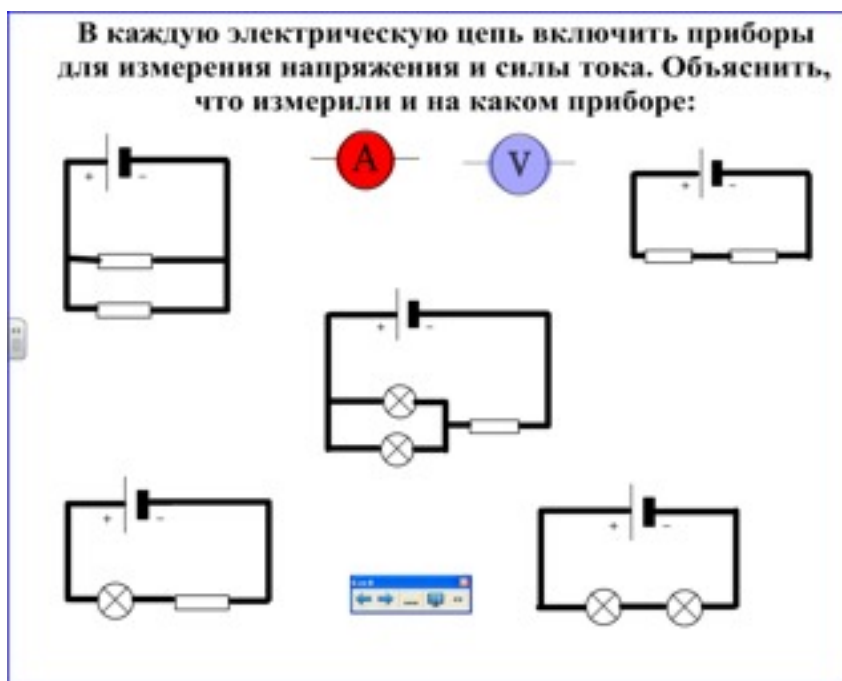 В каждую электрическую цепь включить приборы
для измерения напряжения и силы тока. Объяснить,
что измерили и на каком приборе:
A
V
+ −
+ −
+ −
+ −
+ −